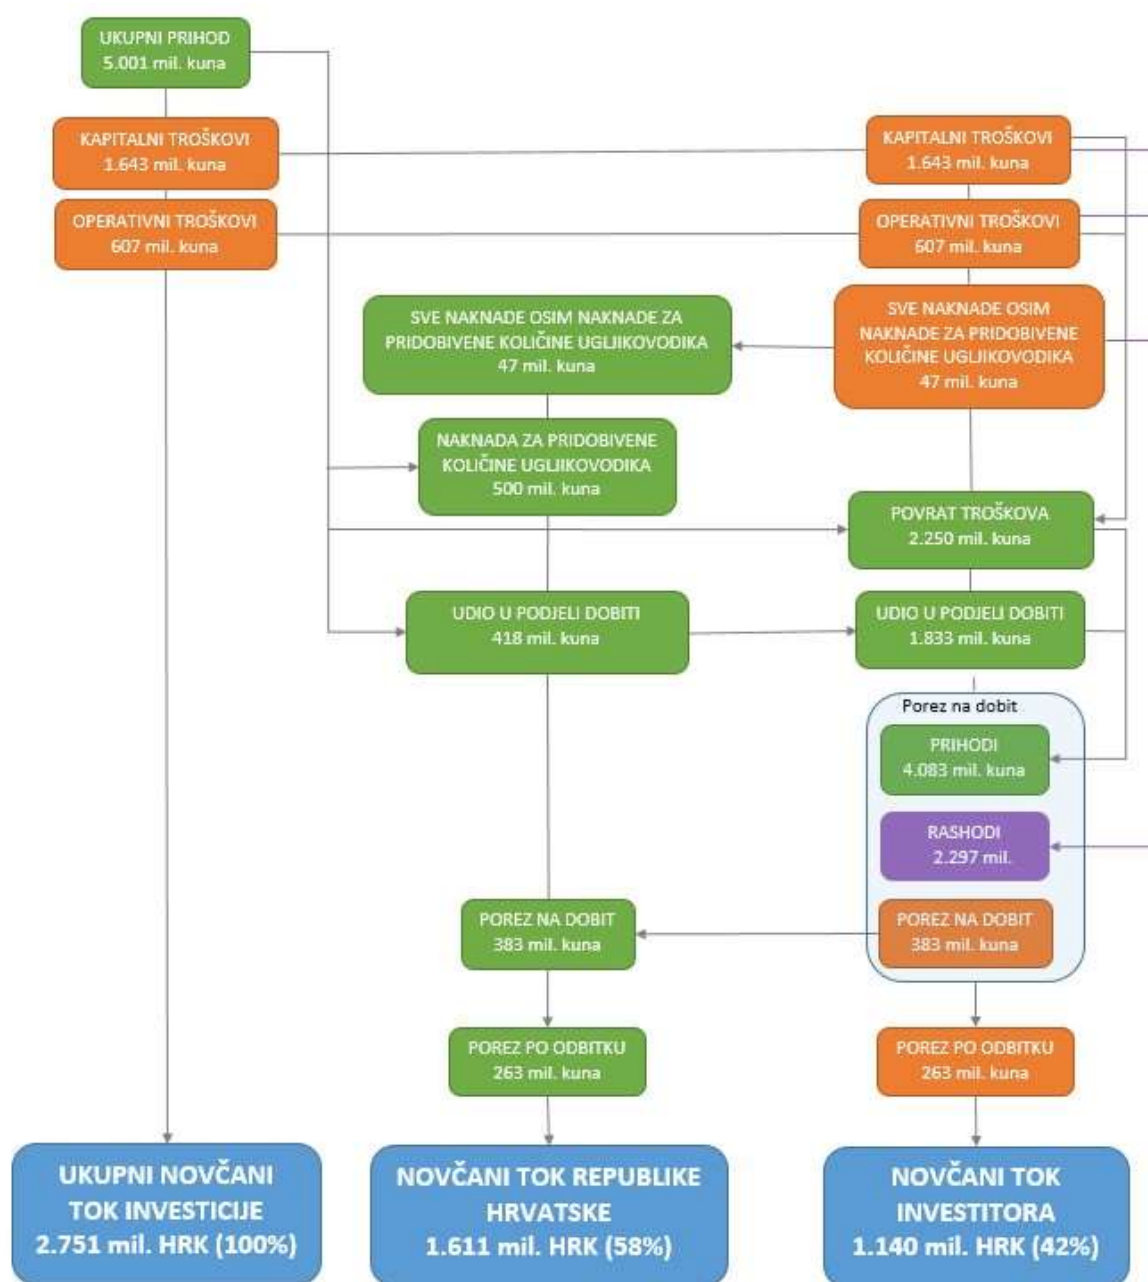 UKUPNI PRIHOD
5.001 mil. kuna
KAPITALNI TROŠKOVI
1.643 mil. kuna
KAPITALNI TROŠKOVI
1.643 mil. kuna
OPERATIVNI TROŠKOVI
607 mil. kuna
OPERATIVNI TROŠKOVI
607 mil. kuna
SVE NAKNADE OSIM NAKNADE ZA
PRIDOBIVENE KOLIČINE UGLJIKOVODIKA
47 mil. kuna
SVE NAKNADE OSIM
NAKNADE ZA PRIDOBIVENE
KOLIČINE UGLJIKOVODIKA
47 mil. kuna
NAKNADA ZA PRIDOBIVENE
KOLIČINE UGLJIKOVODIKA
500 mil. kuna
POVRAT TROŠKOVA
2.250 mil. kuna
UDIO U PODJELI DOBITI
418 mil. kuna
UDIO U PODJELI DOBITI
1.833 mil. kuna
Porez na dobit
PRIHODI
4.083 mil. kuna
RASHODI
2.297 mil.
POREZ NA DOBIT
383 mil. kuna
POREZ NA DOBIT
383 mil. kuna
POREZ PO ODBITKU
263 mil. kuna
POREZ PO ODBITKU
263 mil. kuna
UKUPNI NOVČANI
TOK INVESTICIJE
2.751 mil. HRK (100%)
NOVČANI TOK REPUBLIKE
HRVATSKE
1.611 mil. HRK (58%)
NOVČANI TOK
INVESTITORA
1.140 mil. HRK (42%)